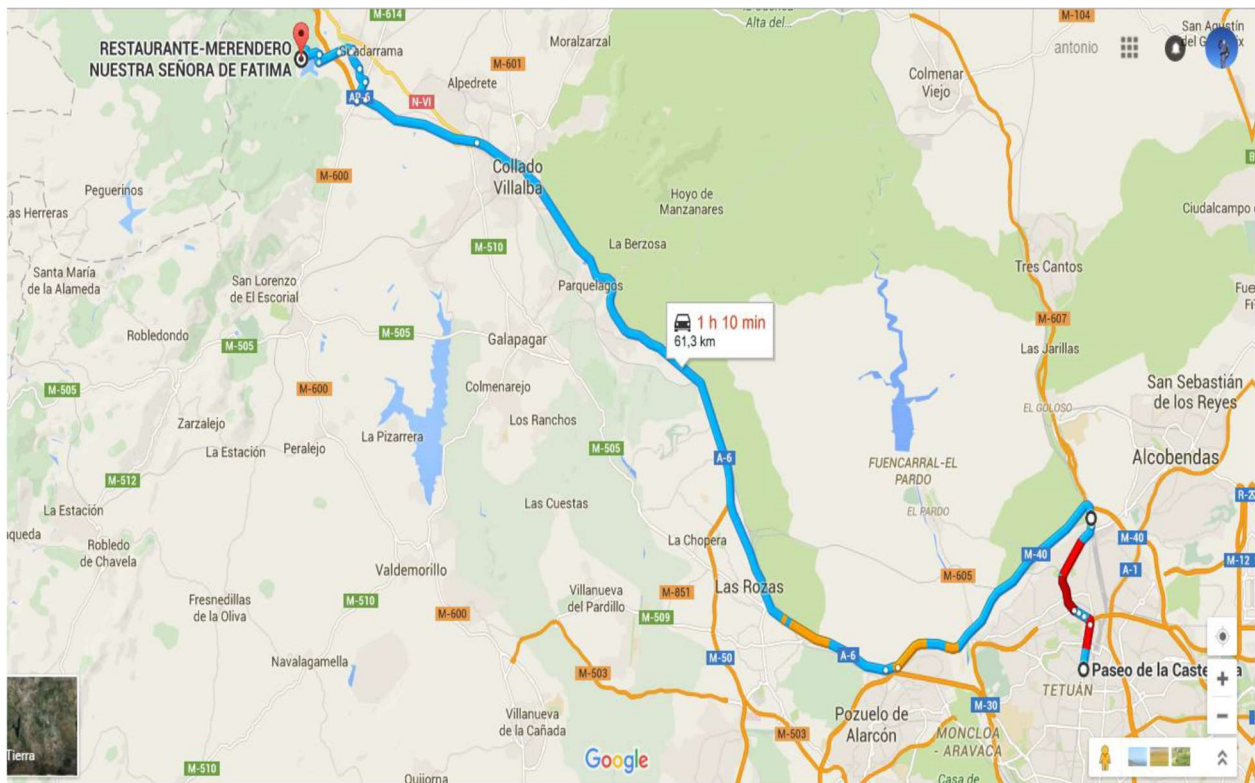 M-614
M-104
Alta del...
San Agustín
del G
RESTAURANTE-MERENDERO
NUESTRA SEÑORA DE FATIMA
Moralzarzal
antonio
M-601
Alpedrete
Colmenar
Viejo
AP-6
N-VI
Collado
Villalba
M-600
Peguerinos
Las Herreras
Hoyo de
Manzanares
Ciudalcampo
La Berzosa
M-510
Santa María
de la Alameda
San Lorenzo
de El Escorial
Parquelagos
Tres Cantos
1 h 10 min
61,3 km
M-607
Robledondo
M-505
M-505
Galapagar
Las Jarillas
M-505
M-600
Colmenarejo
San Sebastián
de los Reyes
EL GOLOSO
Zarzalejo
Los Ranchos
La Estación
Peralejo
La Pizarrera
M-505
A-6
Alcobendas
FUENCARRAL-EL
PARDO
M-512
La Estación
Las Cuestas
EL PARDO
Robledo
de Chavela
La Chopera
M-40
M-40
A-1
M-12
Valdemorillo
M-605
Fresnedillas
de la Oliva
M-510
Villanueva
del Pardillo
M-851
Las Rozas
M-600
M-509
Navalagamella
M-50
A-6
Paseo de la Caste
TETUÁN
M-503
M-30
Villanueva
de la Cañada
Pozuelo de
Alarcón
MONCLOA
- ARAVACA
M-503
Tierra
Google
M-510
Quijorna
Casa de